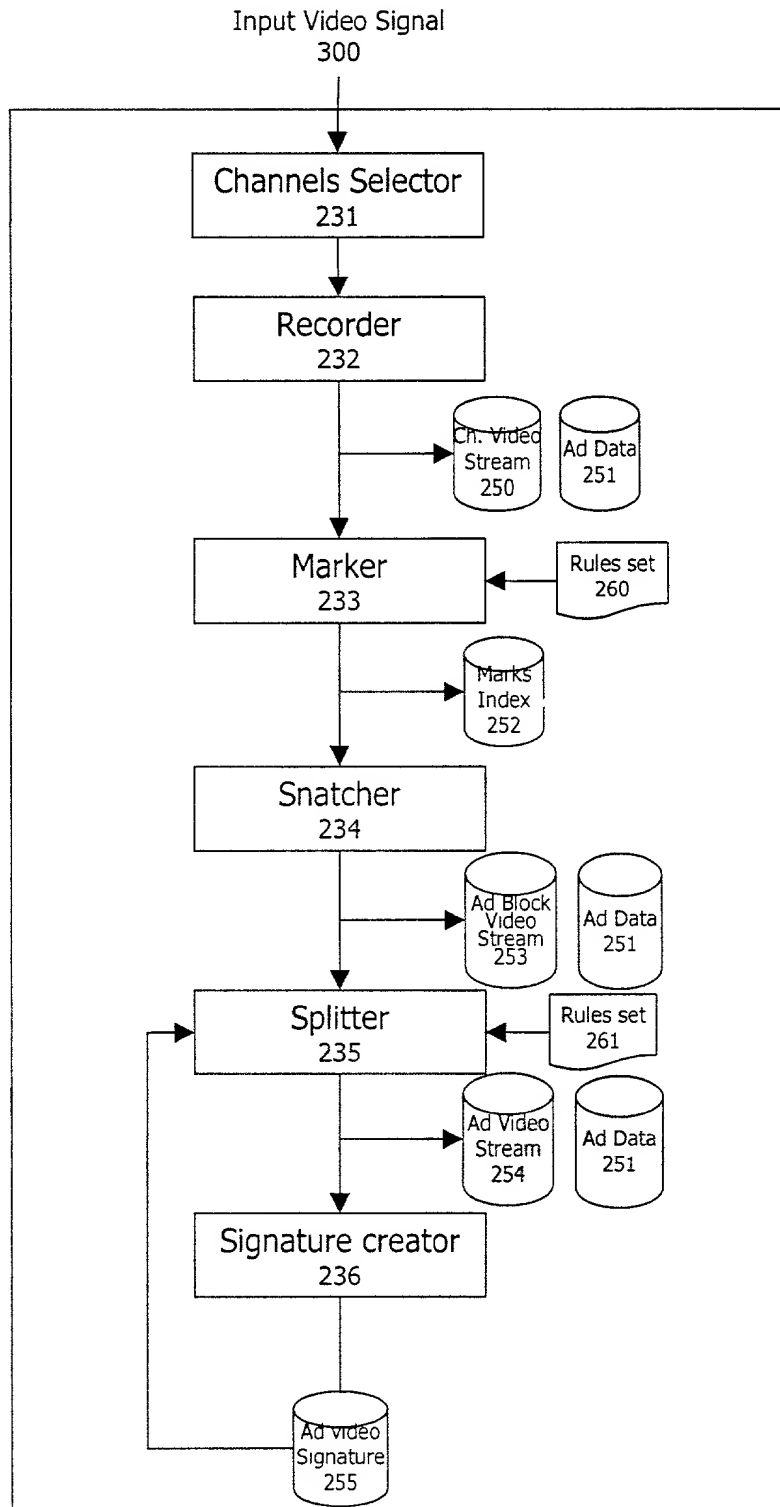 Input Video Signal
300
Channels Selector
231
Recorder
232
Ch. Video
Stream
250
Ad Data
251
Marker
233
Rules set
260
Marks
Index
252
Snatcher
234
Ad Block
Video
Stream
253
Ad Data
251
Splitter
235
Rules set
261
Ad Video
Stream
254
Ad Data
251
Signature creator
236
Ad Video
Signature
255